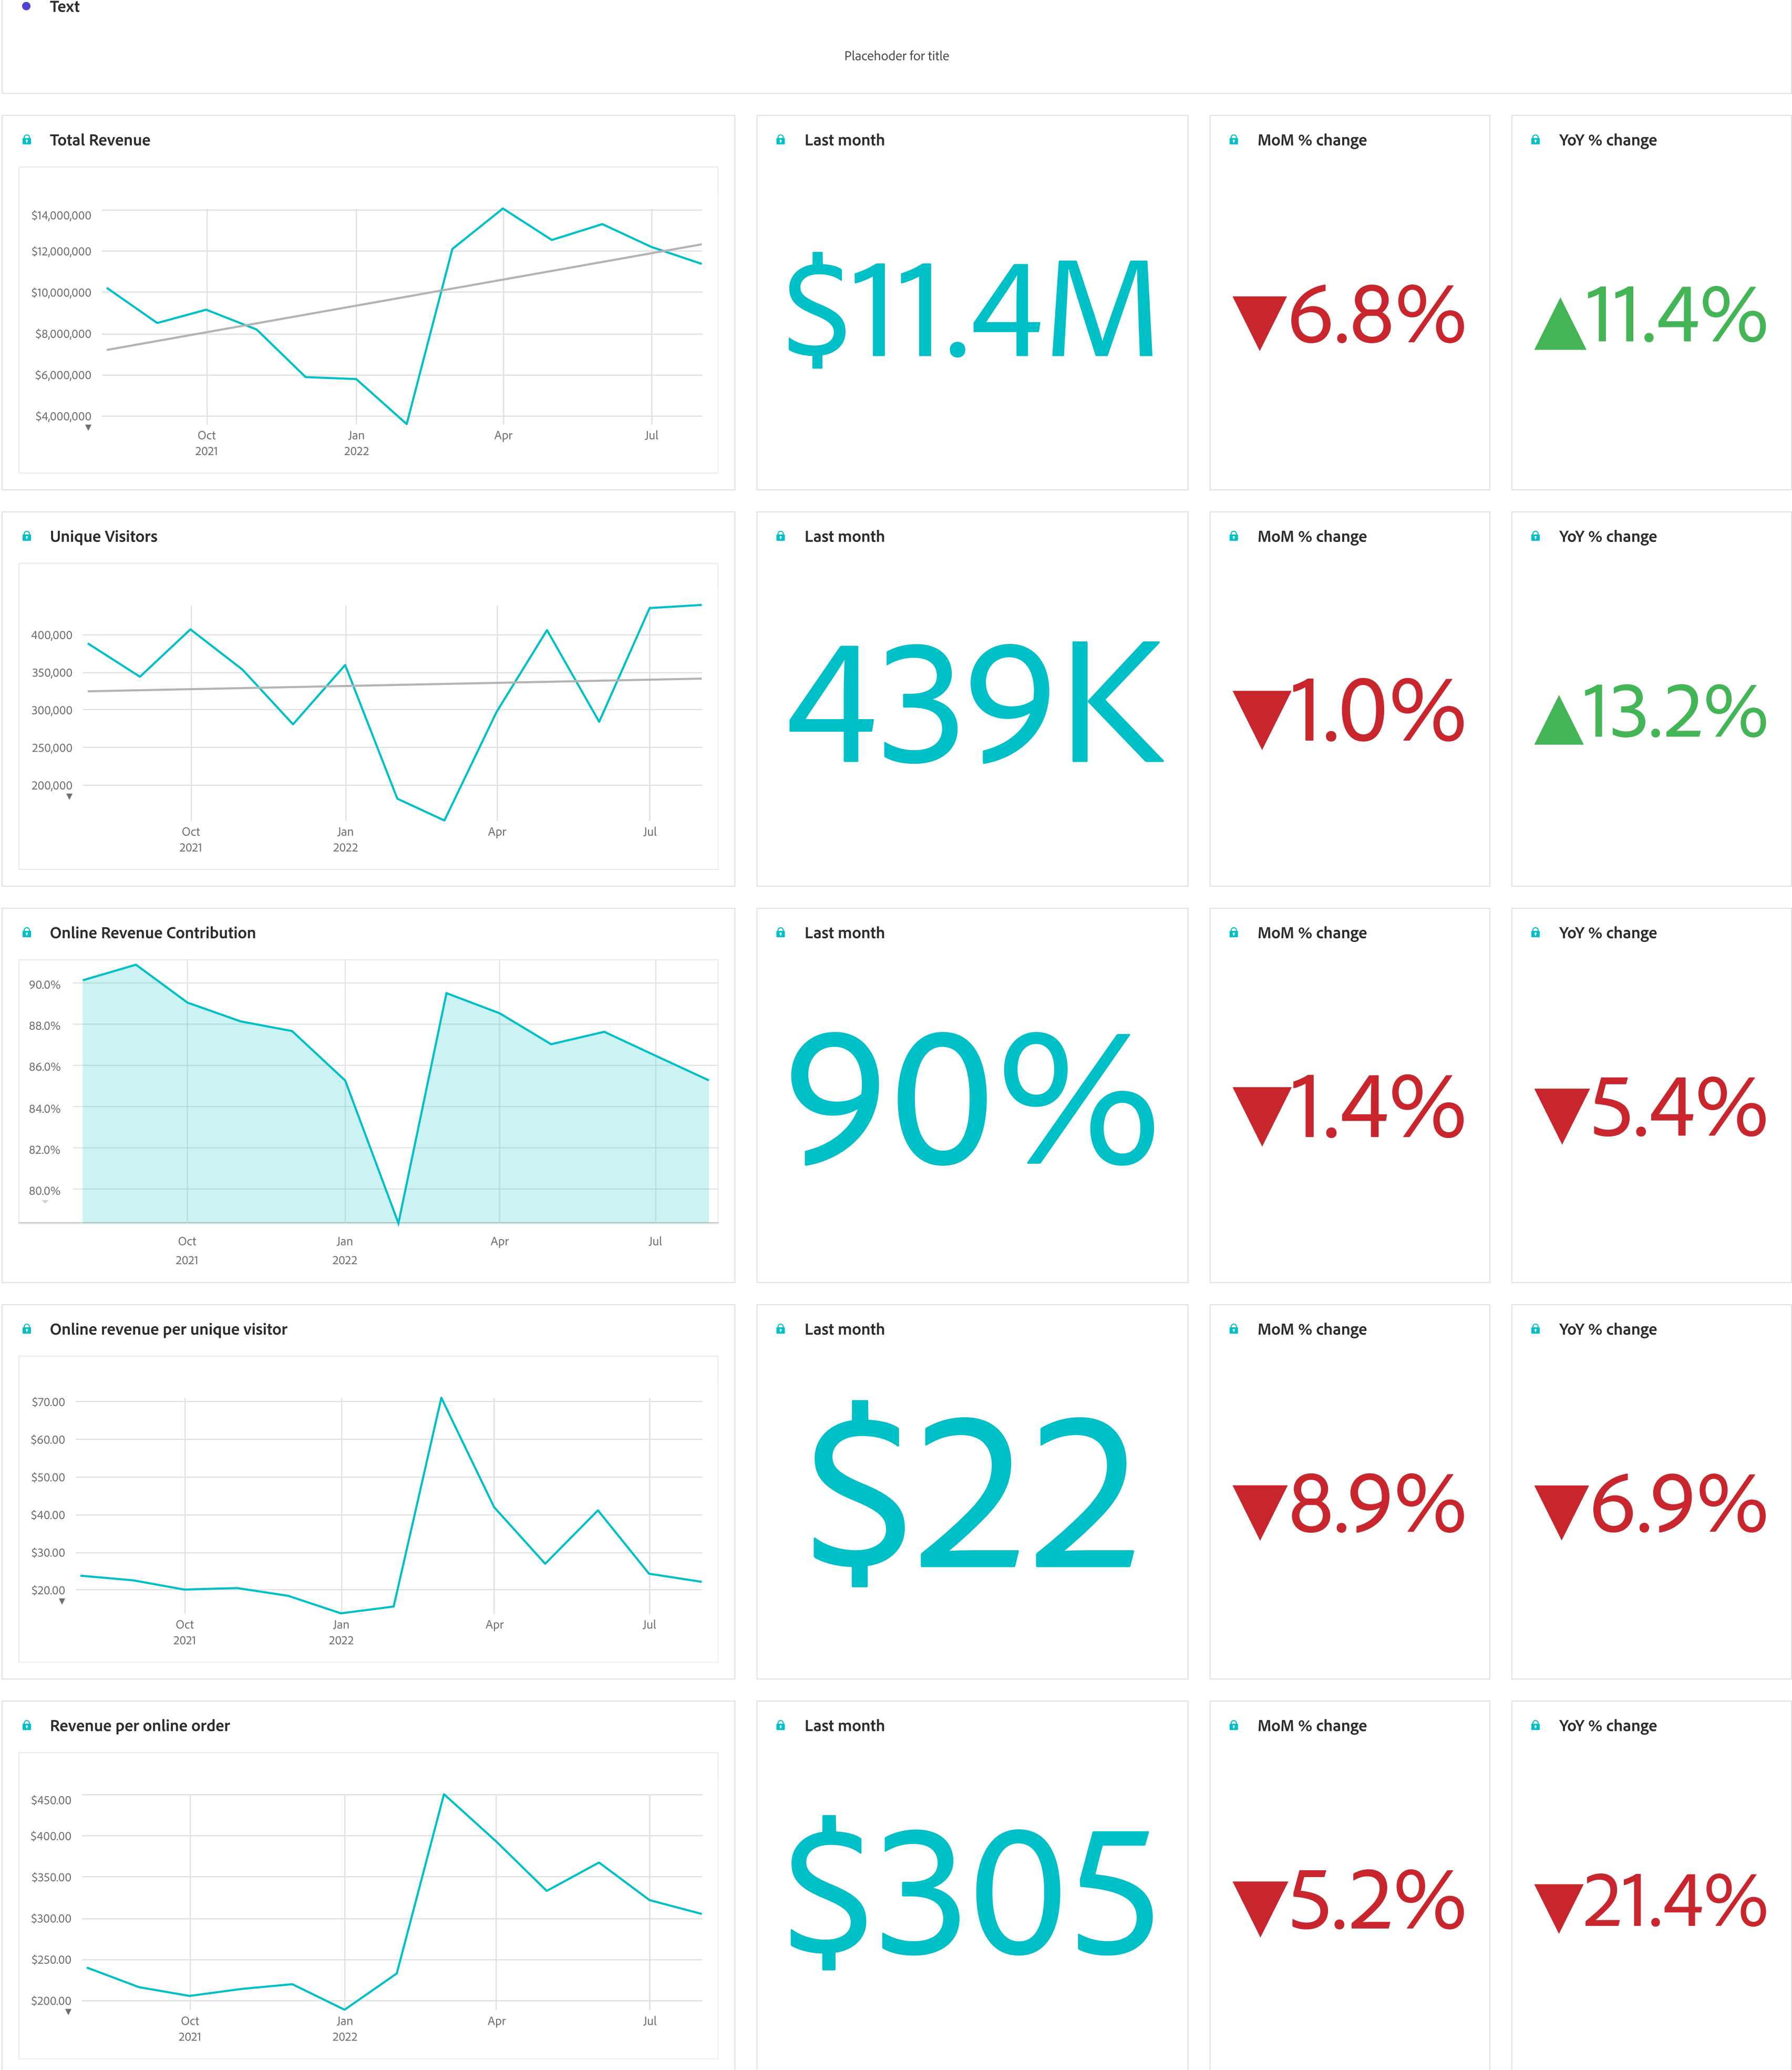 Text
Placehoder for title
Total Revenue
$14,000,000
$12,000,000
$10,000,000
$8,000,000
$6,000,000
$4,000,000
Oct Jan Apr Jul
2021 2022
Last month
$11.4M
MoM % change
▼6.8%
YoY % change
▲11.4%
Unique Visitors
400,000
350,000
300,000
250,000
200,000
Oct Jan Apr Jul
2021 2022
Last month
439K
MoM % change
▼1.0%
YoY % change
▲13.2%
Online Revenue Contribution
90.0%
88.0%
86.0%
84.0%
82.0%
80.0%
Oct Jan Apr Jul
2021 2022
Last month
90%
MoM % change
▼1.4%
YoY % change
▼5.4%
Online revenue per unique visitor
$70.00
$60.00
$50.00
$40.00
$30.00
$20.00
Oct Jan Apr Jul
2021 2022
Last month
$22
MoM % change
▼8.9%
YoY % change
▼6.9%
Revenue per online order
$450.00
$400.00
$350.00
$300.00
$250.00
$200.00
Oct Jan Apr Jul
2021 2022
Last month
$305
MoM % change
▼5.2%
YoY % change
▼21.4%